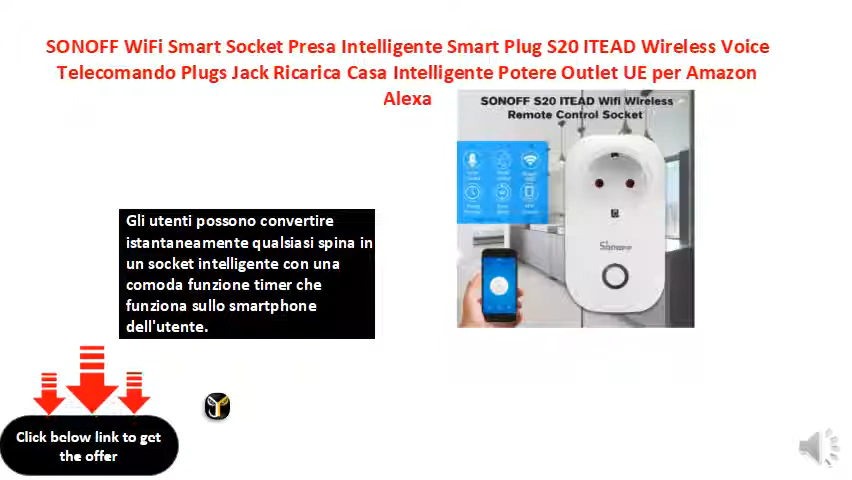 SONOFF WiFi Smart Socket Presa Intelligente Smart Plug S20 ITEAD Wireless Voice
Telecomando Plugs Jack Ricarica Casa Intelligente Potere Outlet UE per Amazon
Alexa
SONOFF S20 ITEAD Wifi Wireless
Remote Control Socket
Sonoff
Gli utenti possono convertire
istantaneamente qualsiasi spina in
un socket intelligente con una
comoda funzione timer che
funziona sullo smartphone
dell'utente.
Click below link to get
the offer